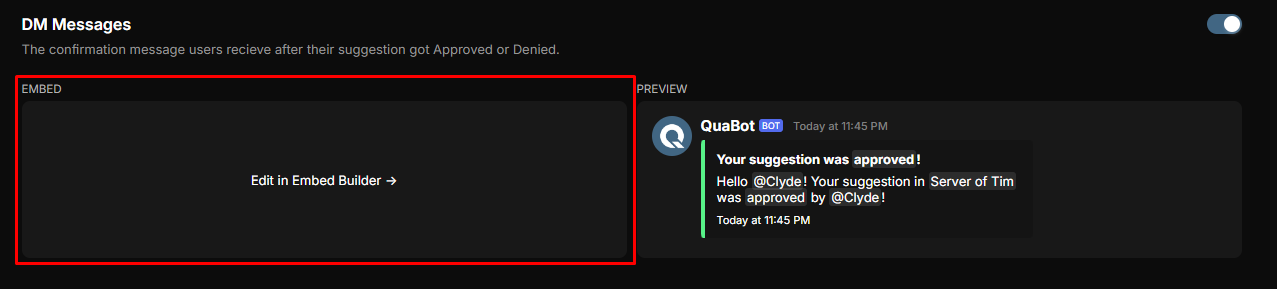 DM Messages
The confirmation message users recieve after their suggestion got Approved or Denied.
EMBED
Edit in Embed Builder →
PREVIEW
QuaBot BOT Today at 11:45 PM
Your suggestion was approved!
Hello @Clyde! Your suggestion in Server of Tim
was approved by @Clyde!
Today at 11:45 PM